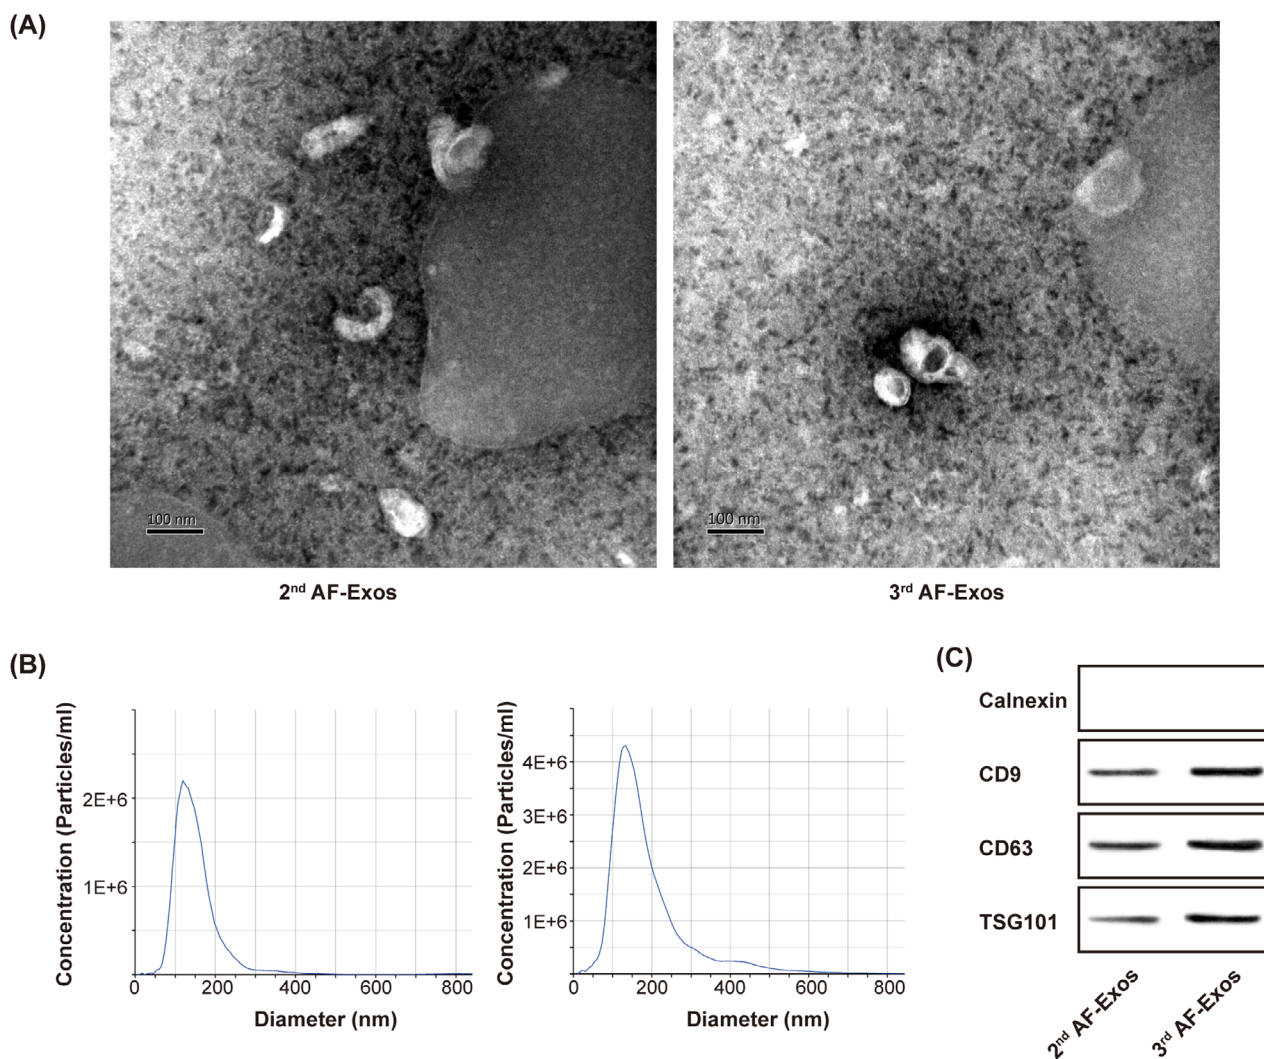 (A)
100 nm
100 nm
2nd AF-Exos
3rd AF-Exos
(B)
Concentration (Particles/ml)
2E+6
1E+6
0 200 400 600 800
Diameter (nm)
Concentration (Particles/ml)
4E+6
3E+6
2E+6
1E+6
0 200 400 600 800
Diameter (nm)
(C)
Calnexin
CD9
CD63
TSG101
2nd AF-Exos
3rd AF-Exos